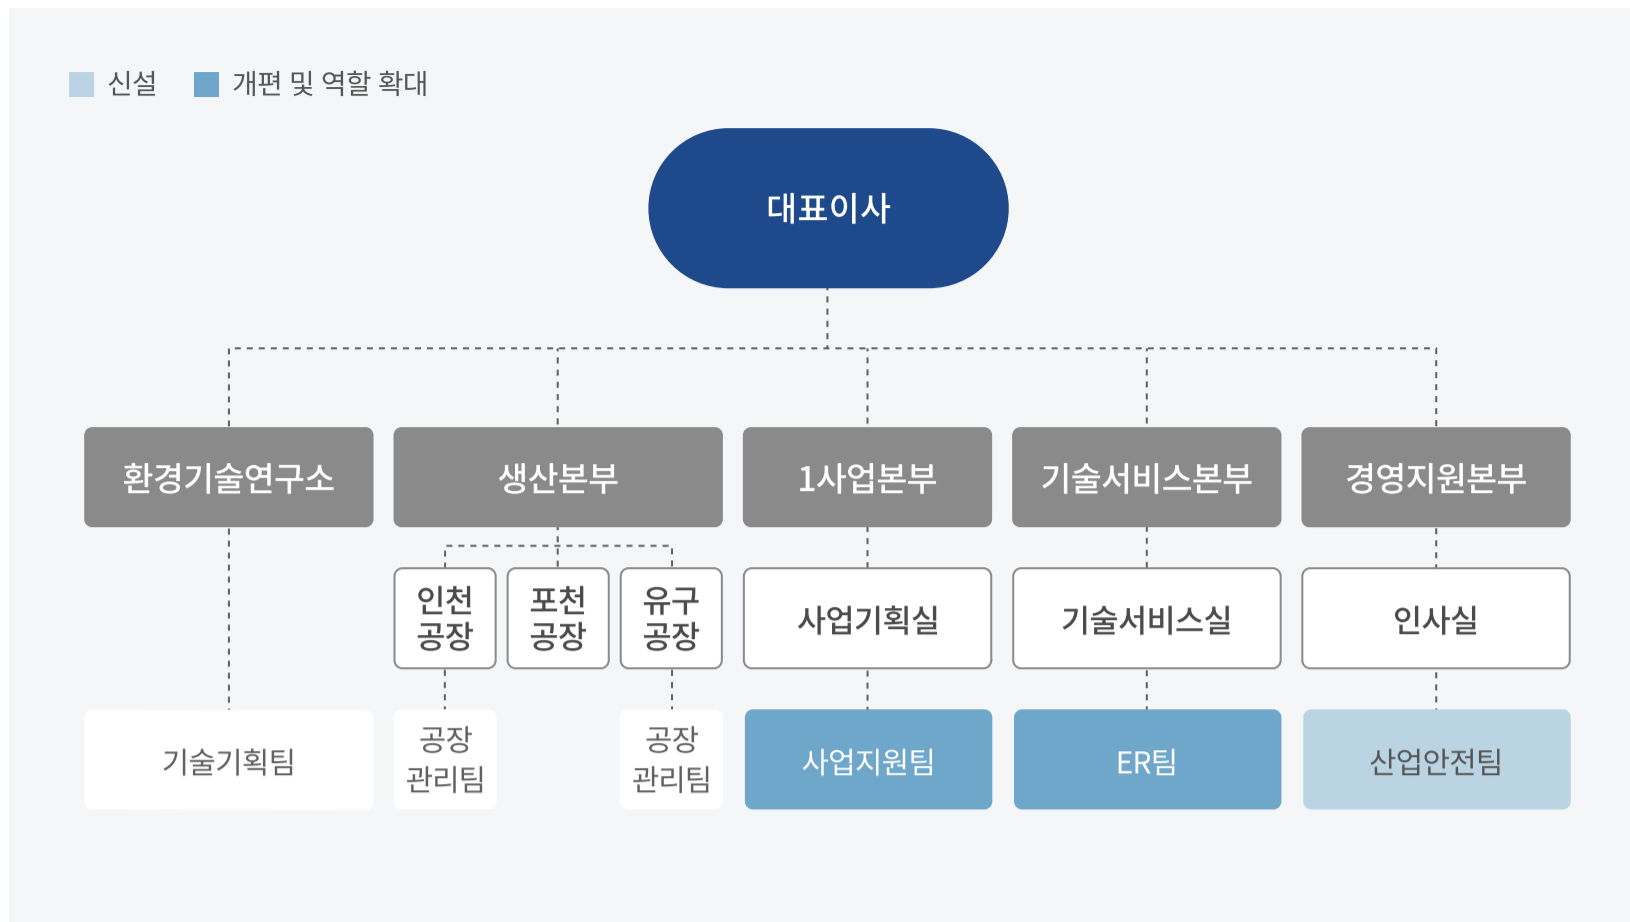 신설
개편 및 역할 확대
대표이사
환경기술연구소
생산본부
1사업본부
기술서비스본부
경영지원본부
인천
공장
포천
공장
유구
공장
사업기획실
기술서비스실
인사실
기술기획팀
공장
관리팀
공장
관리팀
사업지원팀
ER팀
산업안전팀